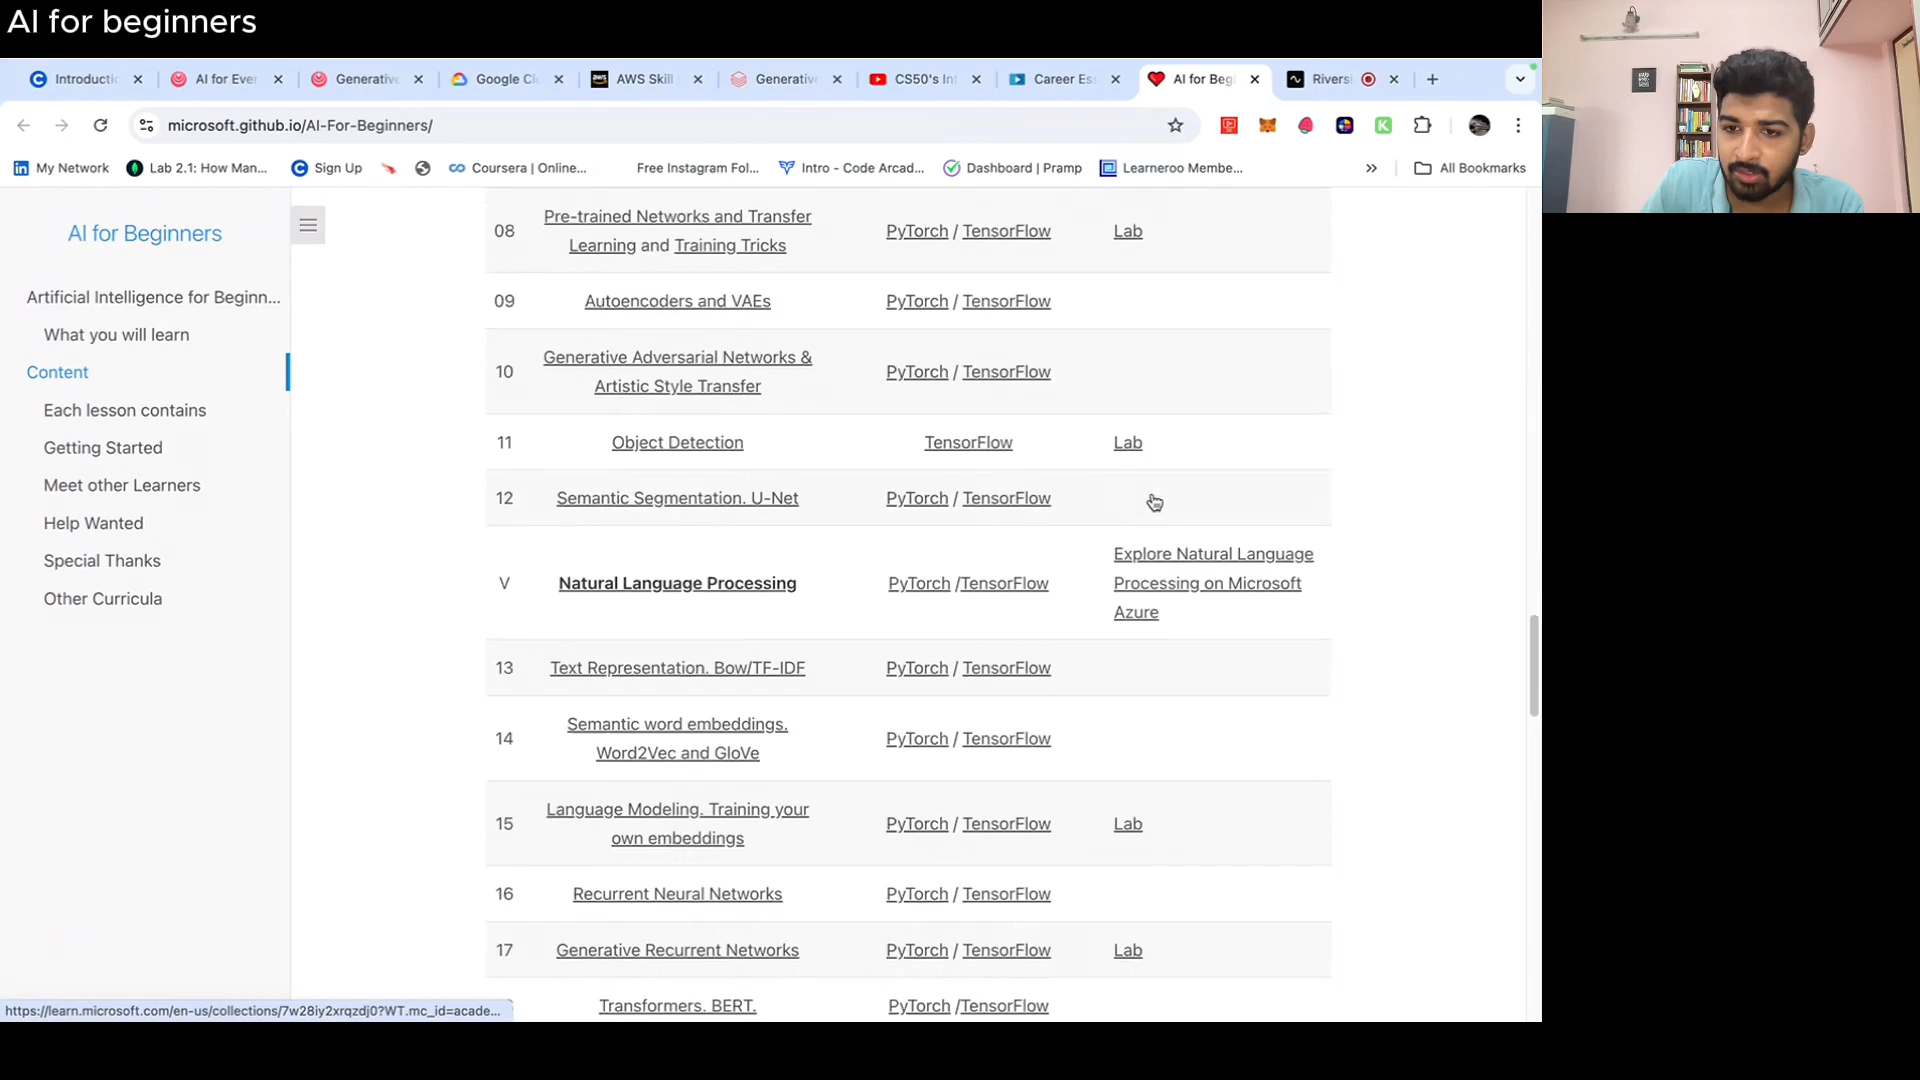 AI for beginners
Introductio
AI for Ever
Generative
Google Cl
aws AWS Skill
Generative
CS50's In
Career Ess
AI for Beg
Riversi
microsoft.github.io/AI-For-Beginners/
My Network
Lab 2.1: How Man...
Sign Up
Coursera | Online...
Free Instagram Fol...
Intro - Code Arcad...
Dashboard | Pramp
Learneroo Membe...
»
All Bookmarks
AI for Beginners
Artificial Intelligence for Beginn...
What you will learn
Content
Each lesson contains
Getting Started
Meet other Learners
Help Wanted
Special Thanks
Other Curricula
08 Pre-trained Networks and Transfer Learning and Training Tricks PyTorch / TensorFlow Lab
09 Autoencoders and VAEs PyTorch / TensorFlow
10 Generative Adversarial Networks & Artistic Style Transfer PyTorch / TensorFlow
11 Object Detection TensorFlow Lab
12 Semantic Segmentation. U-Net PyTorch / TensorFlow
V Natural Language Processing PyTorch /TensorFlow Explore Natural Language Processing on Microsoft Azure
13 Text Representation. Bow/TF-IDF PyTorch / TensorFlow
14 Semantic word embeddings. Word2Vec and GloVe PyTorch / TensorFlow
15 Language Modeling. Training your own embeddings PyTorch / TensorFlow Lab
16 Recurrent Neural Networks PyTorch / TensorFlow
17 Generative Recurrent Networks PyTorch / TensorFlow Lab
Transformers. BERT. PyTorch /TensorFlow
https://learn.microsoft.com/en-us/collections/7w28iy2xrqzdj0?WT.mc_id=acade...